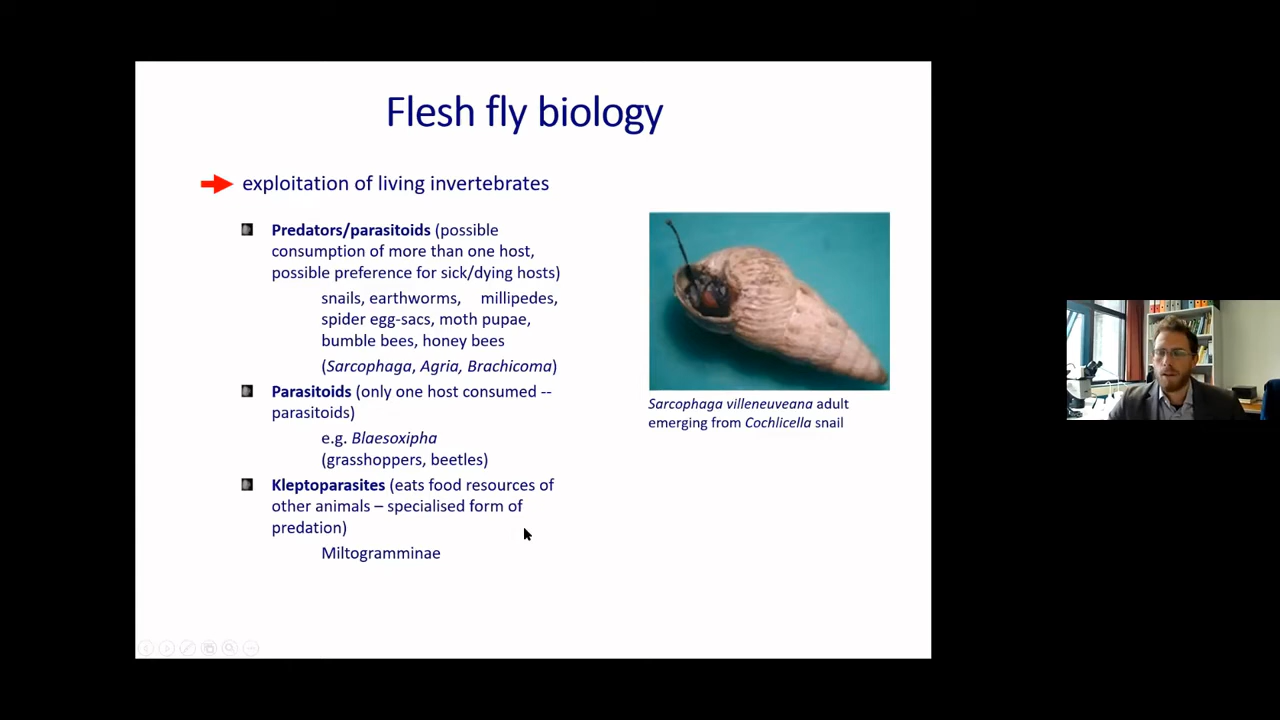 Flesh fly biology
exploitation of living invertebrates
Predators/parasitoids (possible
consumption of more than one host,
possible preference for sick/dying hosts)
snails, earthworms, millipedes,
spider egg-sacs, moth pupae,
bumble bees, honey bees
(Sarcophaga, Agria, Brachicoma)
Parasitoids (only one host consumed --
parasitoids)
e.g. Blaesoxipha
(grasshoppers, beetles)
Kleptoparasites (eats food resources of
other animals – specialised form of
predation)
Miltogramminae
Sarcophaga villeneuveana adult
emerging from Cochlicella snail